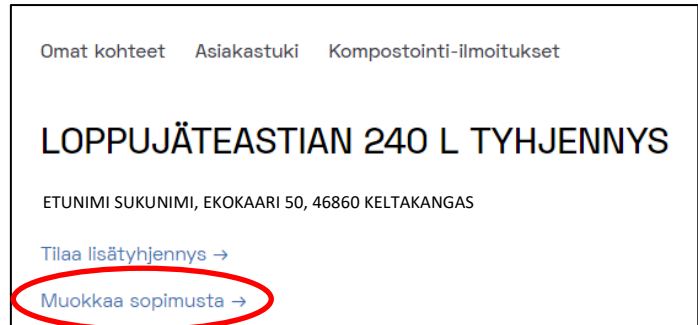 Omat kohteet Asiakastuki Kompostointi-ilmoitukset
LOPPUJÄTEASTIAN 240 L TYHJENNYS
ETUNIMI SUKUNIMI, EKOKAARI 50, 46860 KELTAKANGAS
Tilaa lisätyhjennys →
Muokkaa sopimusta →